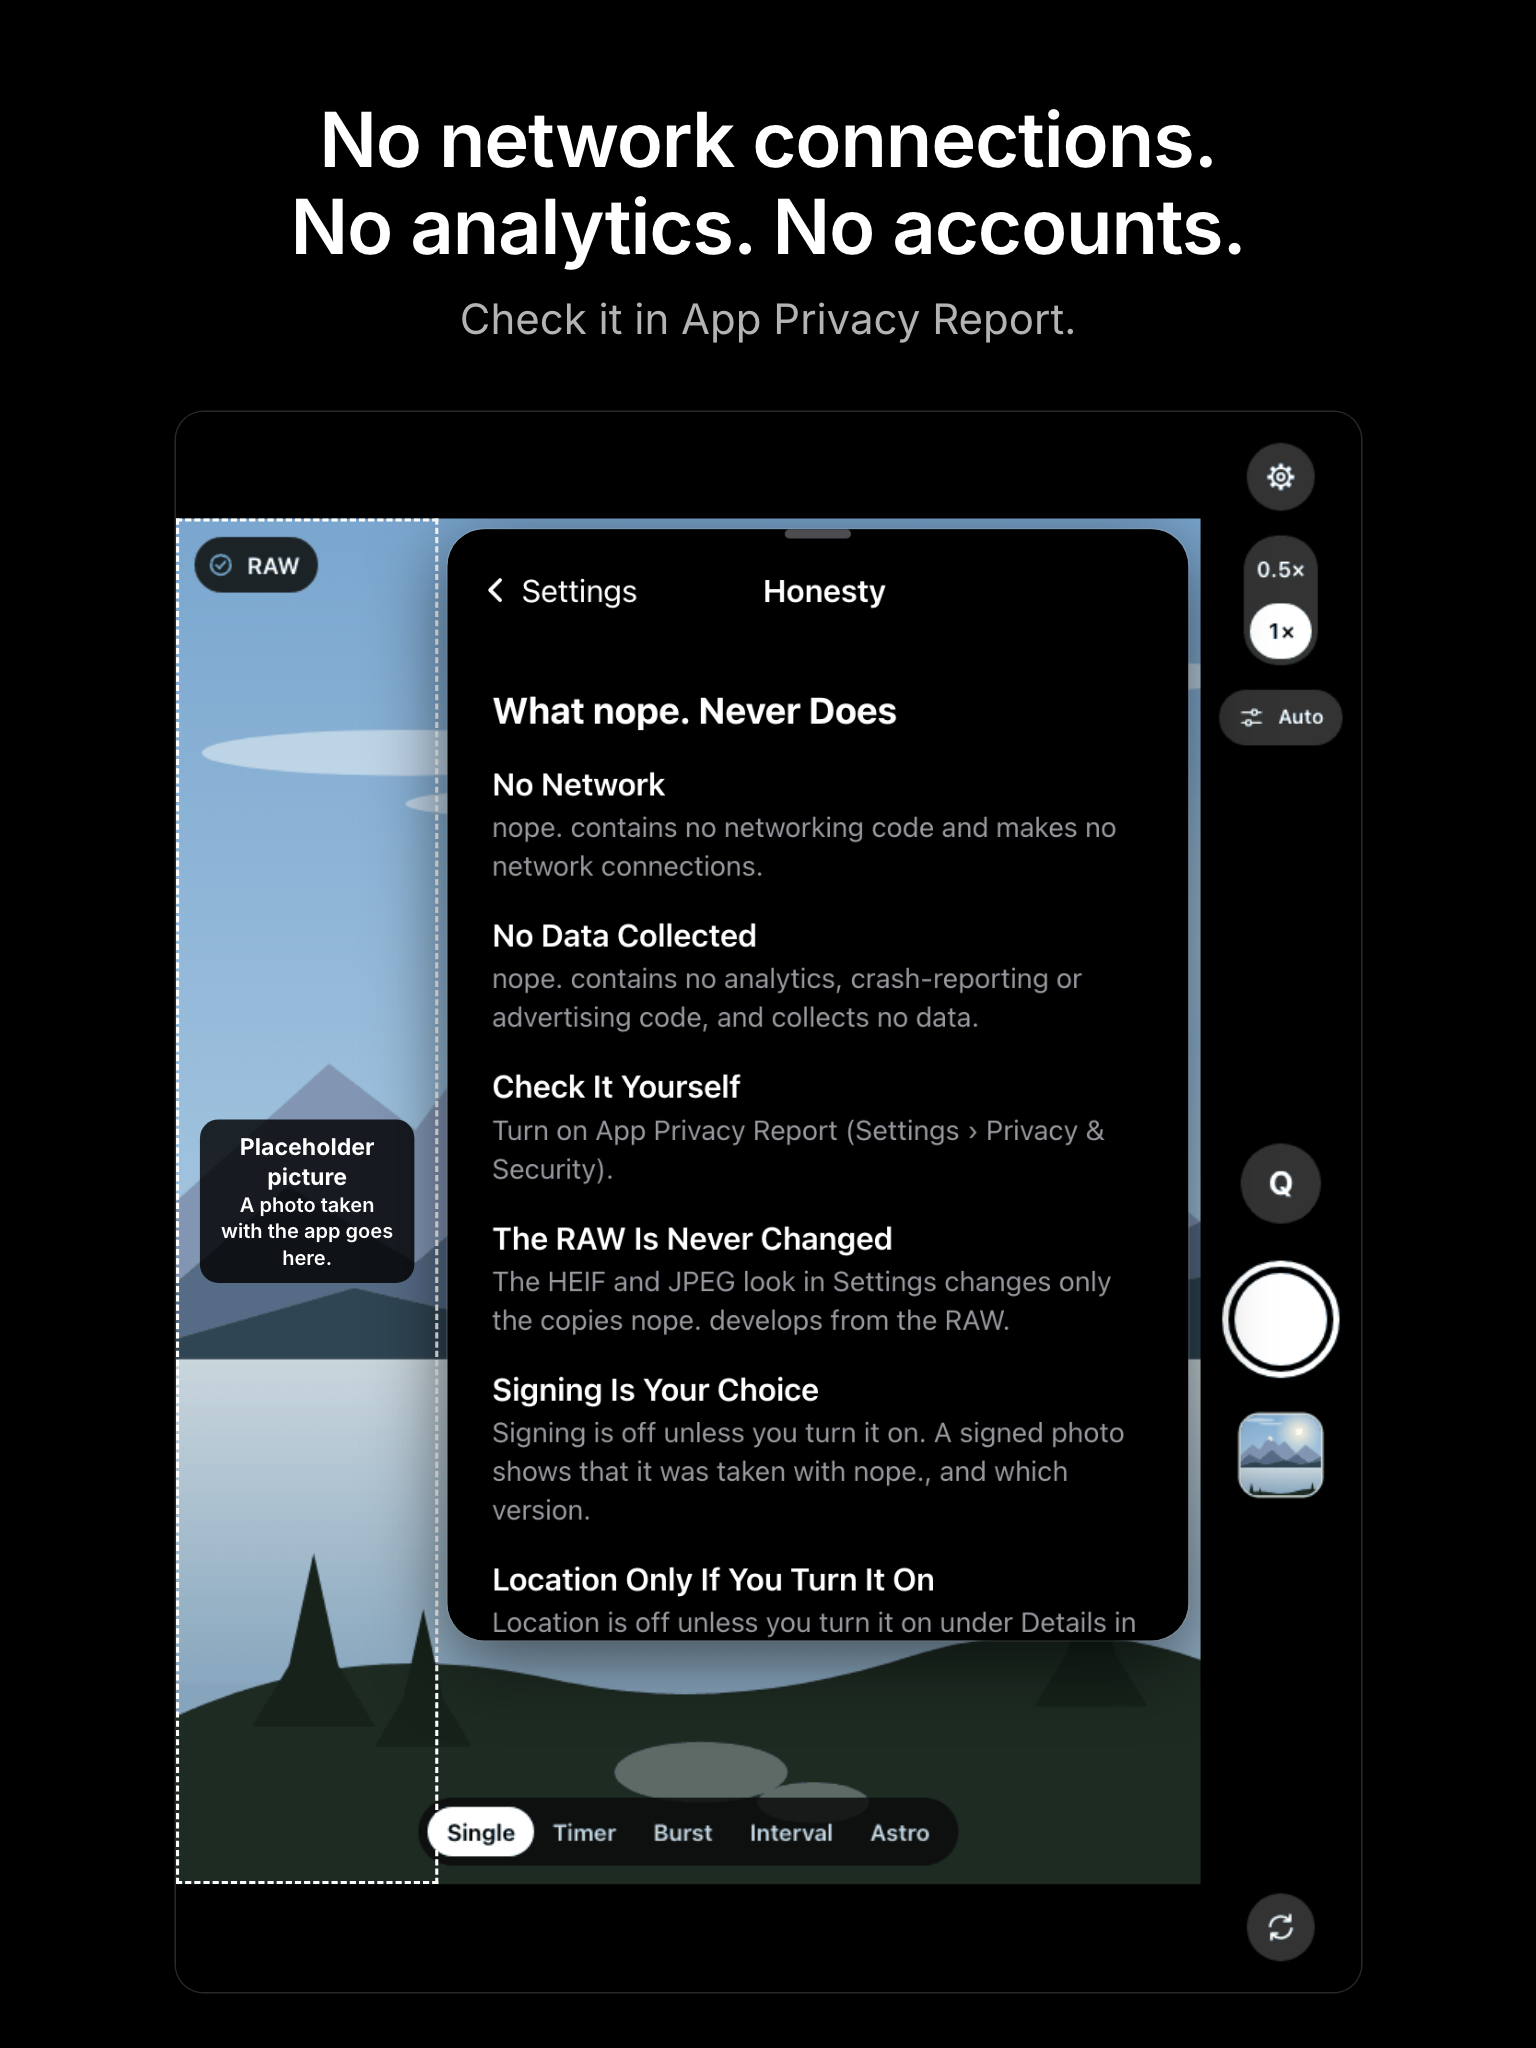 No network connections.
No analytics. No accounts.
Check it in App Privacy Report.
RAW
Settings
Honesty
0.5×
1×
Auto
What nope. Never Does
No Network
nope. contains no networking code and makes no
network connections.
No Data Collected
nope. contains no analytics, crash-reporting or
advertising code, and collects no data.
Check It Yourself
Turn on App Privacy Report (Settings › Privacy &
Security).
Placeholder
picture
A photo taken
with the app goes
here.
Q
The RAW Is Never Changed
The HEIF and JPEG look in Settings changes only
the copies nope. develops from the RAW.
Signing Is Your Choice
Signing is off unless you turn it on. A signed photo
shows that it was taken with nope., and which
version.
Location Only If You Turn It On
Location is off unless you turn it on under Details in
Single
Timer
Burst
Interval
Astro